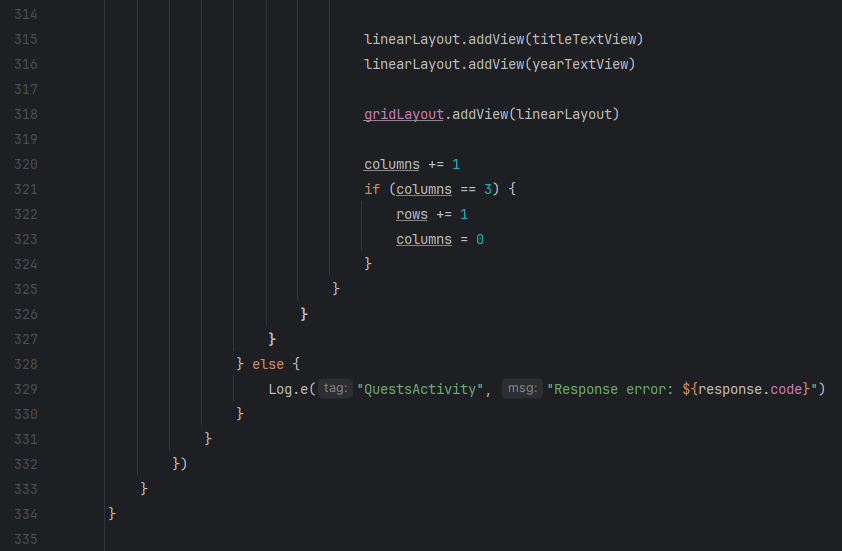 314
315 linearLayout.addView(titleTextView)
316 linearLayout.addView(yearTextView)
317
318 gridLayout.addView(linearLayout)
319
320 columns += 1
321 if (columns == 3) {
322 rows += 1
323 columns = 0
324 }
325 }
326 }
327 }
328 } else {
329 Log.e( tag: "QuestsActivity", msg: "Response error: ${response.code}")
330 }
331 }
332 })
333 }
334 }
335